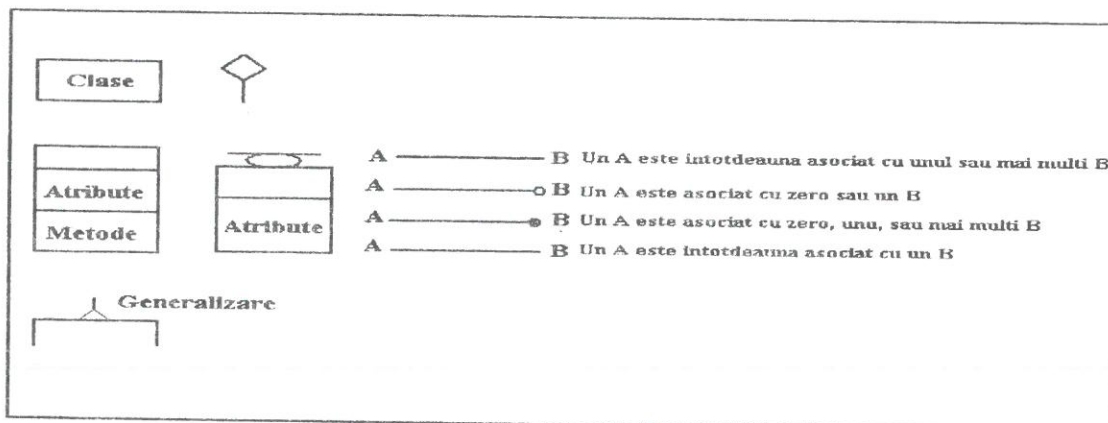 Clase
Atribute
Metode
Atribute
A B Un A este intotdeauna asociat cu unul sau mai multi B
A B Un A este asociat cu zero sau un B
A B Un A este asociat cu zero, unu, sau mai multi B
A B Un A este intotdeauna asociat cu un B
Generalizare